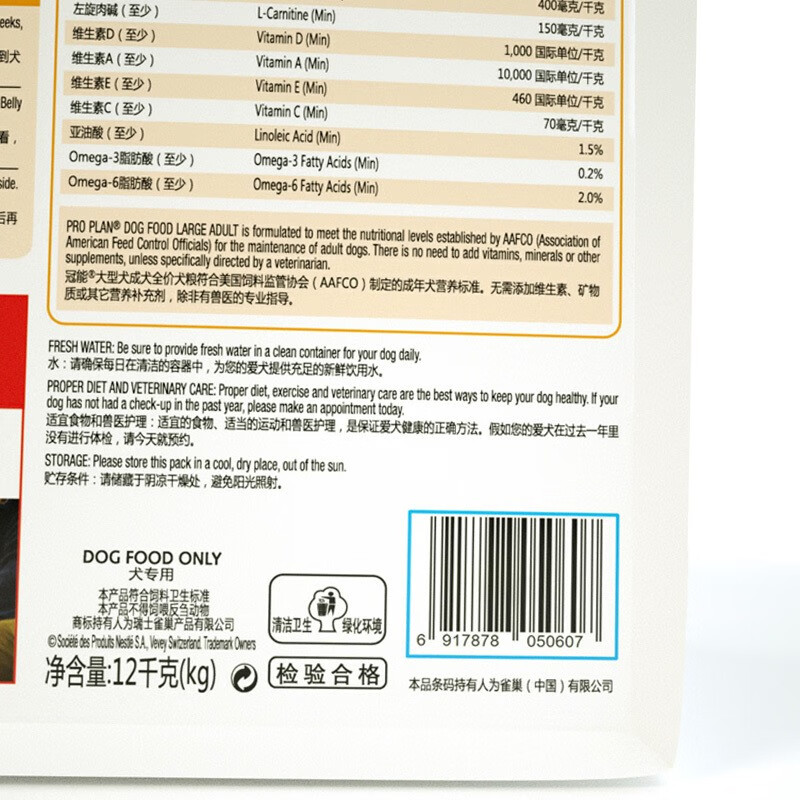 eeks,
到犬
Belly
看，
side.
后再
400毫克/千克
左旋肉碱（至少） L-Carnitine (Min) 150毫克/千克
维生素D（至少） Vitamin D (Min) 1,000 国际单位/千克
维生素A（至少） Vitamin A (Min) 10,000 国际单位/千克
维生素E（至少） Vitamin E (Min) 460 国际单位/千克
维生素C（至少） Vitamin C (Min) 70毫克/千克
亚油酸（至少） Linoleic Acid (Min) 1.5%
Omega-3脂肪酸（至少） Omega-3 Fatty Acids (Min) 0.2%
Omega-6脂肪酸（至少） Omega-6 Fatty Acids (Min) 2.0%
PRO PLAN® DOG FOOD LARGE ADULT is formulated to meet the nutritional levels established by AAFCO (Association of
American Feed Control Officials) for the maintenance of adult dogs. There is no need to add vitamins, minerals or other
supplements, unless specifically directed by a veterinarian.
冠能®大型犬成犬全价犬粮符合美国饲料监管协会（AAFCO）制定的成年犬营养标准。无需添加维生素、矿物
质或其它营养补充剂，除非有兽医的专业指导。
FRESH WATER: Be sure to provide fresh water in a clean container for your dog daily.
水：请确保每日在清洁的容器中，为您的爱犬提供充足的新鲜饮用水。
PROPER DIET AND VETERINARY CARE: Proper diet, exercise and veterinary care are the best ways to keep your dog healthy. If your
dog has not had a check-up in the past year, please make an appointment today.
适宜食物和兽医护理：适宜的食物、适当的运动和兽医护理，是保证爱犬健康的正确方法。假如您的爱犬在过去一年里
没有进行体检，请今天就预约。
STORAGE: Please store this pack in a cool, dry place, out of the sun.
贮存条件：请储藏于阴凉干燥处，避免阳光照射。
DOG FOOD ONLY
犬专用
本产品符合饲料卫生标准
本产品不得饲喂反刍动物
商标持有人为瑞士雀巢产品有限公司
©Société des Produits Nestlé S.A., Vevey Switzerland. Trademark Owners
净含量:12千克(kg)
清洁卫生 绿化环境
检验合格
6 917878 050607
本品条码持有人为雀巢（中国）有限公司